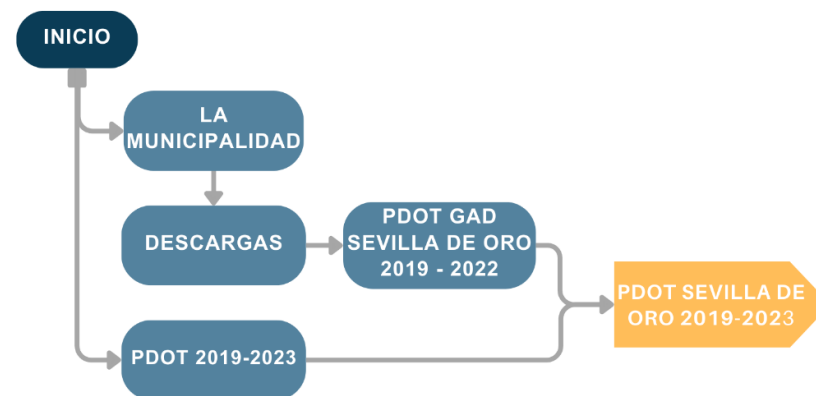 INICIO
LA
MUNICIPALIDAD
DESCARGAS
PDOT GAD
SEVILLA DE ORO
2019 - 2022
PDOT 2019-2023
PDOT SEVILLA DE
ORO 2019-2023